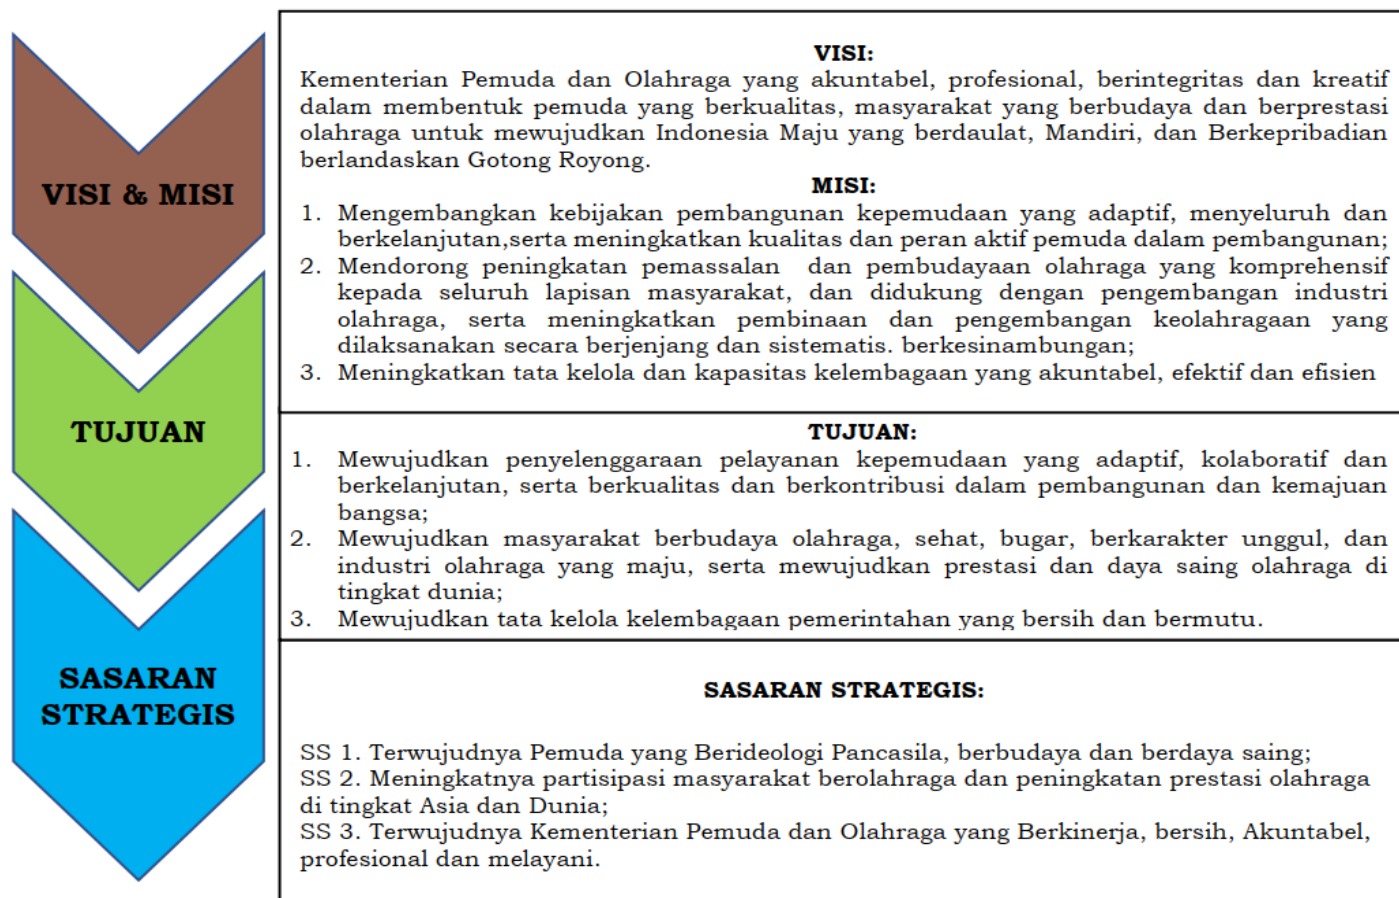 VISI & MISI
VISI:
Kementerian Pemuda dan Olahraga yang akuntabel, profesional, berintegritas dan kreatif
dalam membentuk pemuda yang berkualitas, masyarakat yang berbudaya dan berprestasi
olahraga untuk mewujudkan Indonesia Maju yang berdaulat, Mandiri, dan Berkepribadian
berlandaskan Gotong Royong.
MISI:
1. Mengembangkan kebijakan pembangunan kepemudaan yang adaptif, menyeluruh dan
berkelanjutan,serta meningkatkan kualitas dan peran aktif pemuda dalam pembangunan;
2. Mendorong peningkatan pemassalan dan pembudayaan olahraga yang komprehensif
kepada seluruh lapisan masyarakat, dan didukung dengan pengembangan industri
olahraga, serta meningkatkan pembinaan dan pengembangan keolahragaan yang
dilaksanakan secara berjenjang dan sistematis. berkesinambungan;
3. Meningkatkan tata kelola dan kapasitas kelembagaan yang akuntabel, efektif dan efisien
TUJUAN
TUJUAN:
1. Mewujudkan penyelenggaraan pelayanan kepemudaan yang adaptif, kolaboratif dan
berkelanjutan, serta berkualitas dan berkontribusi dalam pembangunan dan kemajuan
bangsa;
2. Mewujudkan masyarakat berbudaya olahraga, sehat, bugar, berkarakter unggul, dan
industri olahraga yang maju, serta mewujudkan prestasi dan daya saing olahraga di
tingkat dunia;
3. Mewujudkan tata kelola kelembagaan pemerintahan yang bersih dan bermutu.
SASARAN
STRATEGIS
SASARAN STRATEGIS:
SS 1. Terwujudnya Pemuda yang Berideologi Pancasila, berbudaya dan berdaya saing;
SS 2. Meningkatnya partisipasi masyarakat berolahraga dan peningkatan prestasi olahraga
di tingkat Asia dan Dunia;
SS 3. Terwujudnya Kementerian Pemuda dan Olahraga yang Berkinerja, bersih, Akuntabel,
profesional dan melayani.